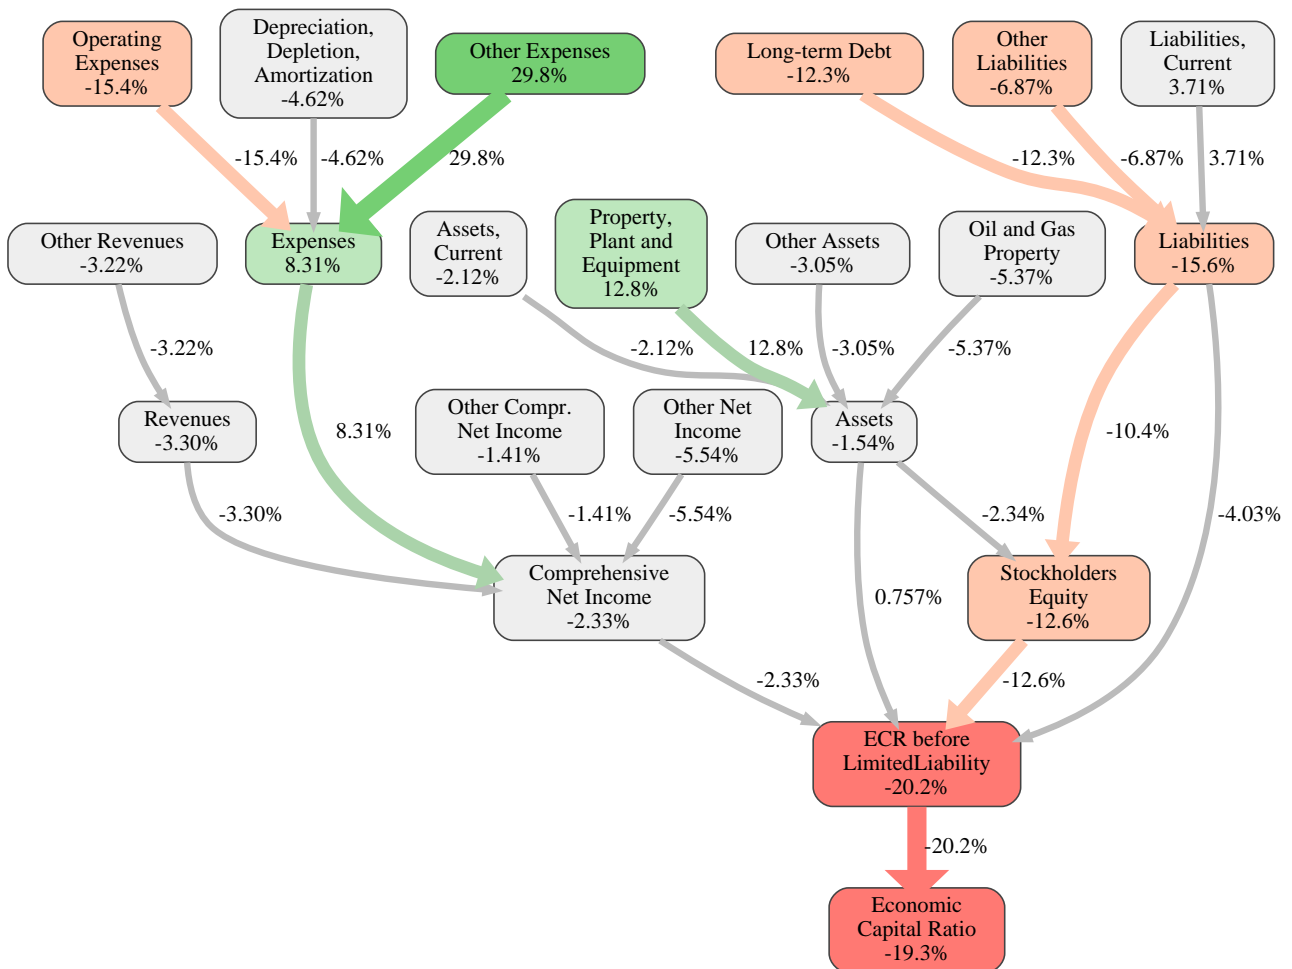 Operating
Expenses
-15.4%
Depreciation,
Depletion,
Amortization
-4.62%
Other Expenses
29.8%
Long-term Debt
-12.3%
Other
Liabilities
-6.87%
Liabilities,
Current
3.71%
-15.4%
-4.62%
29.8%
-12.3%
-6.87%
3.71%
Other Revenues
-3.22%
Expenses
8.31%
Assets,
Current
-2.12%
Property,
Plant and
Equipment
12.8%
Other Assets
-3.05%
Oil and Gas
Property
-5.37%
Liabilities
-15.6%
-3.22%
8.31%
-2.12%
12.8%
-3.05%
-5.37%
-10.4%
-4.03%
Revenues
-3.30%
Other Compr.
Net Income
-1.41%
Other Net
Income
-5.54%
Assets
-1.54%
-3.30%
-1.41%
-5.54%
-2.34%
0.757%
Comprehensive
Net Income
-2.33%
Stockholders
Equity
-12.6%
-2.33%
-12.6%
ECR before
LimitedLiability
-20.2%
-20.2%
Economic
Capital Ratio
-19.3%